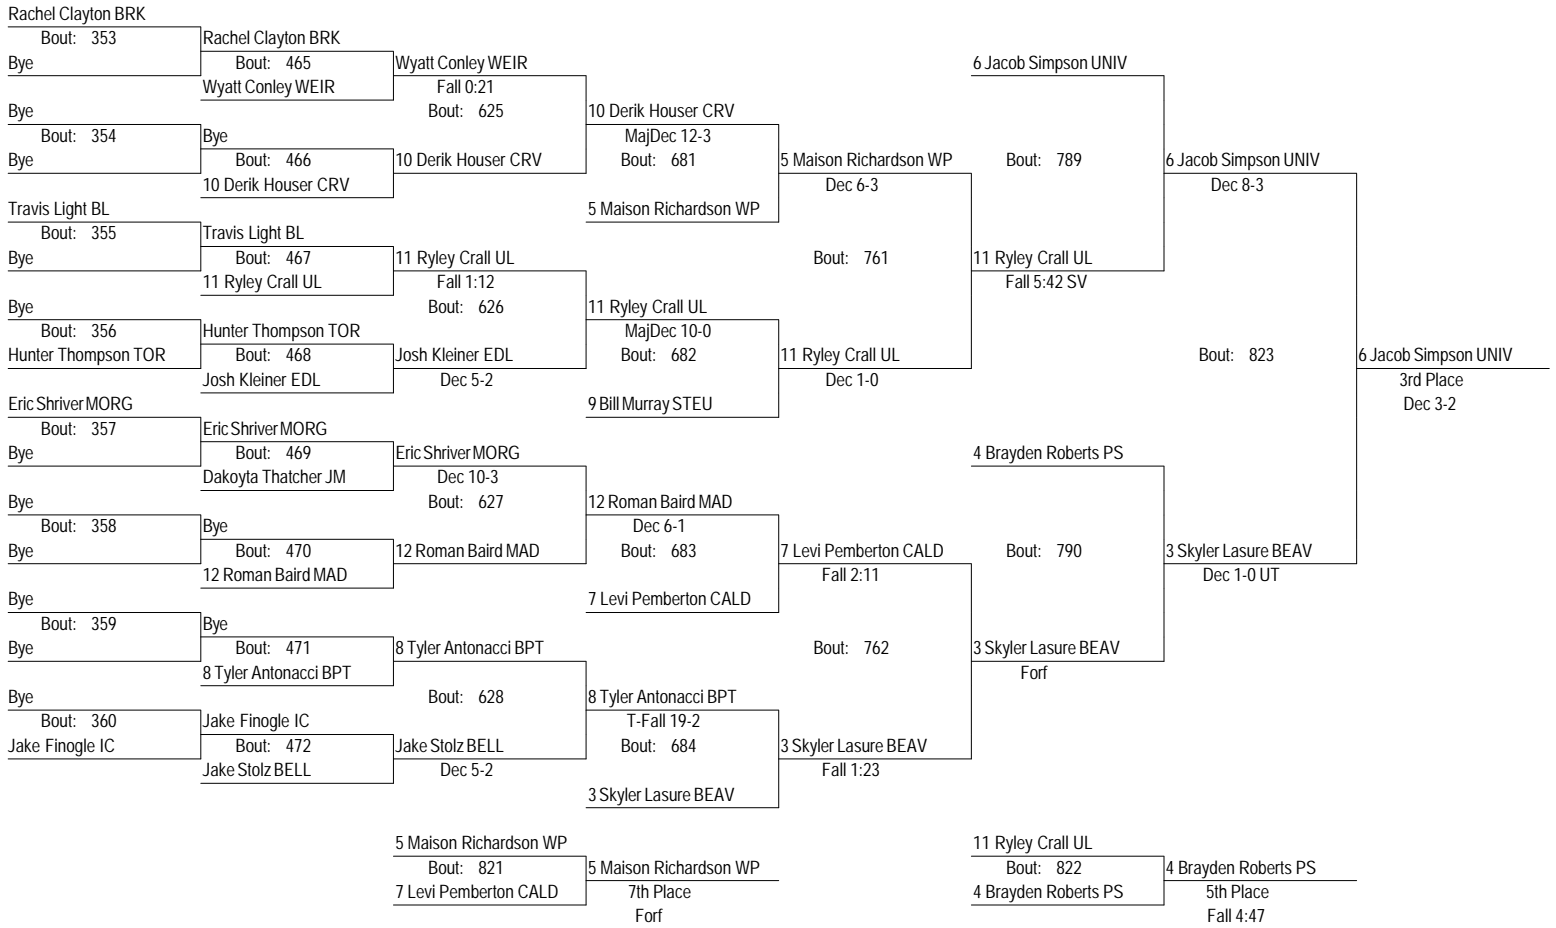 Rachel Clayton BRK
Bout: 353
Bye
Bye
Bout: 354
Bye
Travis Light BL
Bout: 355
Bye
Bye
Bout: 356
Hunter Thompson TOR
Eric Shriver MORG
Bout: 357
Bye
Bye
Bout: 358
Bye
Bye
Bout: 359
Bye
Bye
Bout: 360
Jake Finogle IC
Rachel Clayton BRK
Bout: 465
Wyatt Conley WEIR
Bye
Bout: 466
10 Derik Houser CRV
Travis Light BL
Bout: 467
11 Ryley Crall UL
Hunter Thompson TOR
Bout: 468
Josh Kleiner EDL
Eric Shriver MORG
Bout: 469
Dakoyta Thatcher JM
Bye
Bout: 470
12 Roman Baird MAD
Bye
Bout: 471
8 Tyler Antonacci BPT
Jake Finogle IC
Bout: 472
Jake Stolz BELL
Wyatt Conley WEIR
Fall 0:21
Bout: 625
10 Derik Houser CRV
11 Ryley Crall UL
Fall 1:12
Bout: 626
Josh Kleiner EDL
Dec 5-2
Eric Shriver MORG
Dec 10-3
Bout: 627
12 Roman Baird MAD
8 Tyler Antonacci BPT
Bout: 628
Jake Stolz BELL
Dec 5-2
10 Derik Houser CRV
MajDec 12-3
Bout: 681
5 Maison Richardson WP
11 Ryley Crall UL
MajDec 10-0
Bout: 682
9 Bill Murray STEU
12 Roman Baird MAD
Dec 6-1
Bout: 683
7 Levi Pemberton CALD
8 Tyler Antonacci BPT
T-Fall 19-2
Bout: 684
3 Skyler Lasure BEAV
5 Maison Richardson WP
Dec 6-3
Bout: 761
11 Ryley Crall UL
Dec 1-0
7 Levi Pemberton CALD
Fall 2:11
Bout: 762
3 Skyler Lasure BEAV
Fall 1:23
6 Jacob Simpson UNIV
Bout: 789
11 Ryley Crall UL
Fall 5:42 SV
4 Brayden Roberts PS
Bout: 790
3 Skyler Lasure BEAV
Forf
6 Jacob Simpson UNIV
Dec 8-3
Bout: 823
3 Skyler Lasure BEAV
Dec 1-0 UT
6 Jacob Simpson UNIV
3rd Place
Dec 3-2
5 Maison Richardson WP
Bout: 821
7 Levi Pemberton CALD
5 Maison Richardson WP
7th Place
Forf
11 Ryley Crall UL
Bout: 822
4 Brayden Roberts PS
4 Brayden Roberts PS
5th Place
Fall 4:47